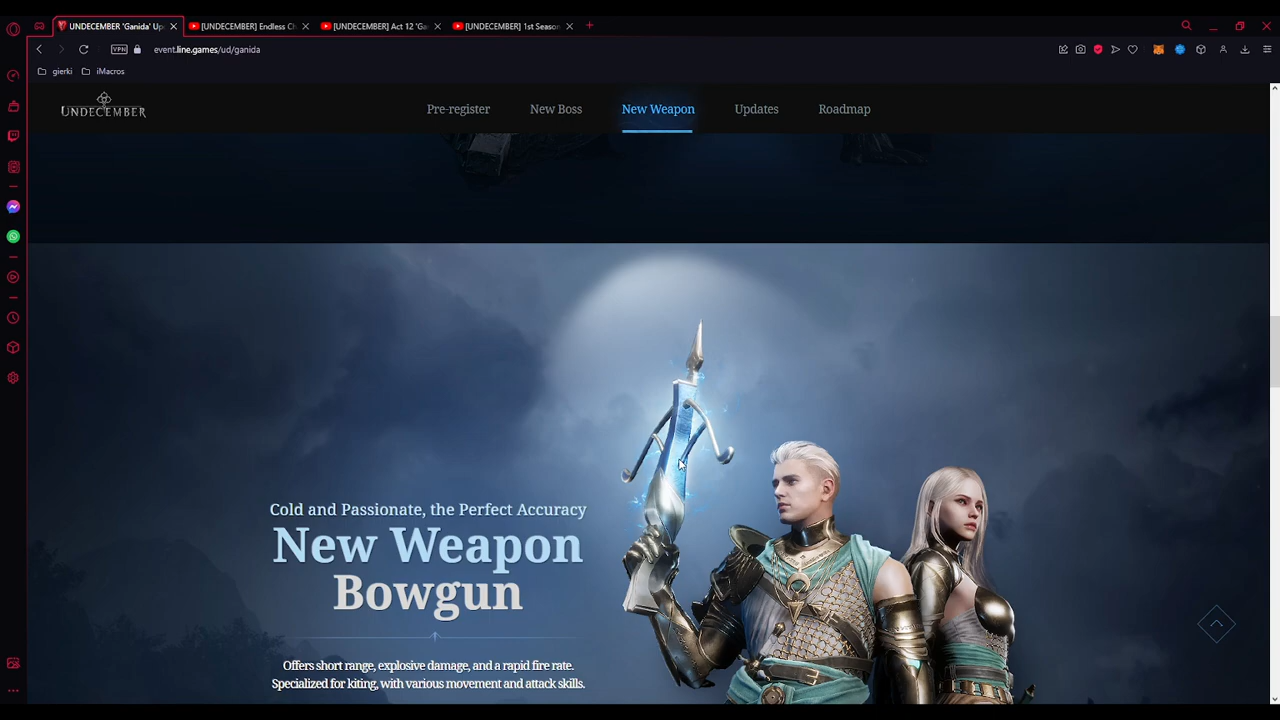 UNDECEMBER 'Ganida' Up
[UNDECEMBER] Endless Ch
[UNDECEMBER] Act 12 'Ga
[UNDECEMBER] 1st Season
VPN
event.line.games/ud/ganida
gierki
iMacros
UNDECEMBER
Pre-register
New Boss
New Weapon
Updates
Roadmap
Cold and Passionate, the Perfect Accuracy
New Weapon
Bowgun
Offers short range, explosive damage, and a rapid fire rate.
Specialized for kiting, with various movement and attack skills.